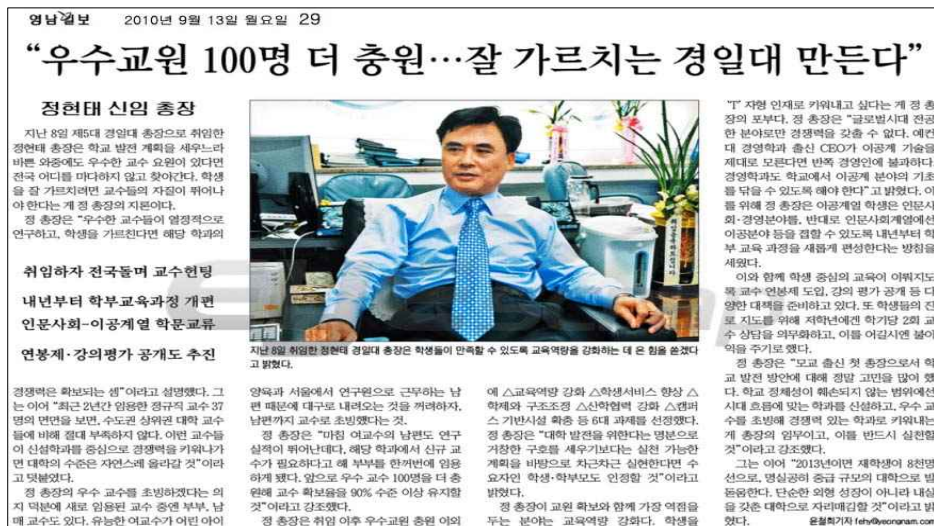 영남일보 2010년 9월 13일 월요일 29
“우수교원 100명 더 충원…잘 가르치는 경일대 만든다”
정현태 신임 총장
지난 8일 제5대 경일대 총장으로 취임한
정현태 총장은 학교 발전 계획을 세우느라
바쁜 와중에도 우수한 교수 요원이 있다면
전국 어디를 마다하지 않고 찾아간다. 학생
을 잘 가르치려면 교수들의 자질이 뛰어나
야 한다는 게 정 총장의 지론이다.
정 총장은 “우수한 교수들이 열정적으로
연구하고, 학생을 가르친다면 해당 학과의
취임하자 전국돌며 교수헌팅
내년부터 학부교육과정 개편
인문사회-이공계열 학문교류
연봉제·강의평가 공개도 추진
경쟁력은 확보되는 셈”이라고 설명했다. 그
는 이어 “최근 2년간 임용한 정규직 교수 37
명의 면면을 보면, 수도권 상위권 대학 교수
들에 비해 절대 부족하지 않다. 이런 교수들
이 신설학과를 중심으로 경쟁력을 키워나가
면 대학의 수준은 자연스레 올라갈 것”이라
고 덧붙였다.
정 총장의 우수 교수를 초빙하겠다는 의
지 덕분에 새로 임용된 교수 중엔 부부, 남
매 교수도 있다. 유능한 여교수가 어린 아이
지난 8일 취임한 정현태 경일대 총장은 학생들이 만족할 수 있도록 교육역량을 강화하는 데 온 힘을 쏟겠다
고 밝혔다.
양육과 서울에서 연구원으로 근무하는 남
편 때문에 대구로 내려오는 것을 꺼려하자,
남편까지 교수로 초빙했다는 것.
정 총장은 “마침 여교수의 남편도 연구
실적이 뛰어난데다, 해당 학과에서 신규 교
수가 필요하다고 해 부부를 한꺼번에 임용
하게 됐다. 앞으로 우수 교수 100명을 더 충
원해 교수 확보율을 90% 수준 이상 유지할
것”이라고 강조했다.
정 총장은 취임 이후 우수교원 충원 이외
에 △교육역량 강화 △학생서비스 향상 △
학제와 구조조정 △산학협력 강화 △캠퍼
스 기반시설 확충 등 6대 과제를 선정했다.
정 총장은 “대학 발전을 위한다는 명분으로
거창한 구호를 세우기보다는 실천 가능한
계획을 바탕으로 차근차근 실현한다면 수
요자인 학생·학부모도 인정할 것”이라고
밝혔다.
정 총장이 교원 확보와 함께 가장 역점을
두는 분야는 교육역량 강화다. 학생을
“T” 자형 인재로 키워내고 싶다는 게 정 총
장의 포부다. 정 총장은 “글로벌시대 전공
한 분야로만 경쟁력을 갖출 수 없다. 예컨
대 경영학과 출신 CEO가 이공계 기술을
제대로 모른다면 반쪽 경영인에 불과하다.
경영학과도 학교에서 이공계 분야의 기초
를 닦을 수 있도록 해야 한다”고 밝혔다. 이
를 위해 정 총장은 이공계열 학생은 인문사
회·경영분야를, 반대로 인문사회계열에선
이공분야 등을 접할 수 있도록 내년부터 학
부 교육 과정을 새롭게 편성한다는 방침을
세웠다.
이와 함께 학생 중심의 교육이 이뤄지도
록 교수 연봉제 도입, 강의 평가 공개 등 다
양한 대책을 준비하고 있다. 또 학생들의 진
로 지도를 위해 저학년에겐 학기당 2회 교
수 상담을 의무화하고, 이를 어길시엔 불이
익을 주기로 했다.
정 총장은 “모교 출신 첫 총장으로서 학
교 발전 방안에 대해 정말 고민을 많이 했
다. 학교 정체성이 훼손되지 않는 범위에선
시대 흐름에 맞는 학과를 신설하고, 우수 교
수를 초빙해 경쟁력 있는 학과로 키워내는
게 총장의 임무이고, 이를 반드시 실천할
것”이라고 강조했다.
그는 이어 “2013년이면 재학생이 8천명
선으로, 명실공히 중급 규모의 대학으로 발
돋움한다. 단순한 외형 성장이 아니라 내실
을 갖춘 대학으로 자리매김할 것”이라고 밝
혔다. 윤철희기자 fehy@yeongnam.com